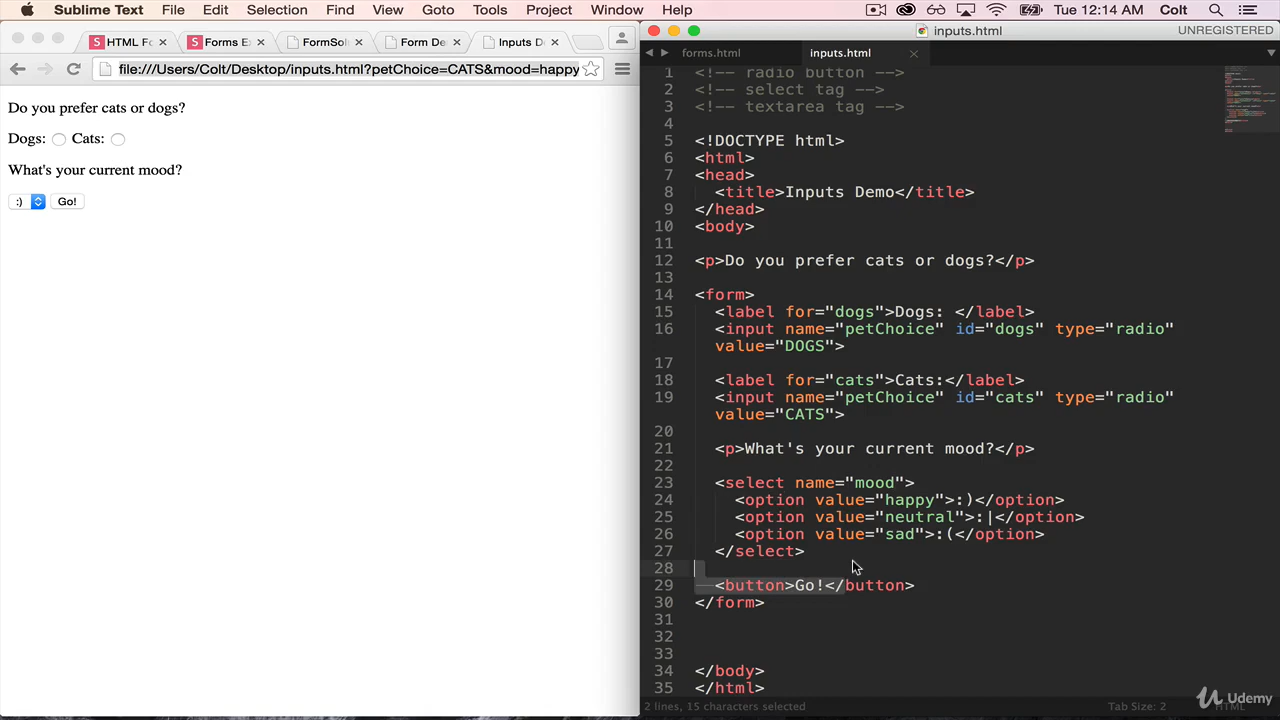 Sublime Text File Edit Selection Find View Goto Tools Project Window Help Tue 12:14 AM Colt
HTML Fo Forms Ex FormSol Form De Inputs D
file:///Users/Colt/Desktop/inputs.html?petChoice=CATS&mood=happy
Do you prefer cats or dogs?
Dogs: Cats:
What's your current mood?
:) Go!
inputs.html UNREGISTERED
forms.html inputs.html
1 <!-- radio button -->
2 <!-- select tag -->
3 <!-- textarea tag -->
4
5 <!DOCTYPE html>
6 <html>
7 <head>
8 <title>Inputs Demo</title>
9 </head>
10 <body>
11
12 <p>Do you prefer cats or dogs?</p>
13
14 <form>
15 <label for="dogs">Dogs: </label>
16 <input name="petChoice" id="dogs" type="radio"
value="DOGS">
17
18 <label for="cats">Cats:</label>
19 <input name="petChoice" id="cats" type="radio"
value="CATS">
20
21 <p>What's your current mood?</p>
22
23 <select name="mood">
24 <option value="happy">:)</option>
25 <option value="neutral">:|</option>
26 <option value="sad">:(</option>
27 </select>
28
29 <button>Go!</button>
30 </form>
31
32
33
34 </body>
35 </html>
2 lines, 15 characters selected Tab Size: 2 HTML
Udemy